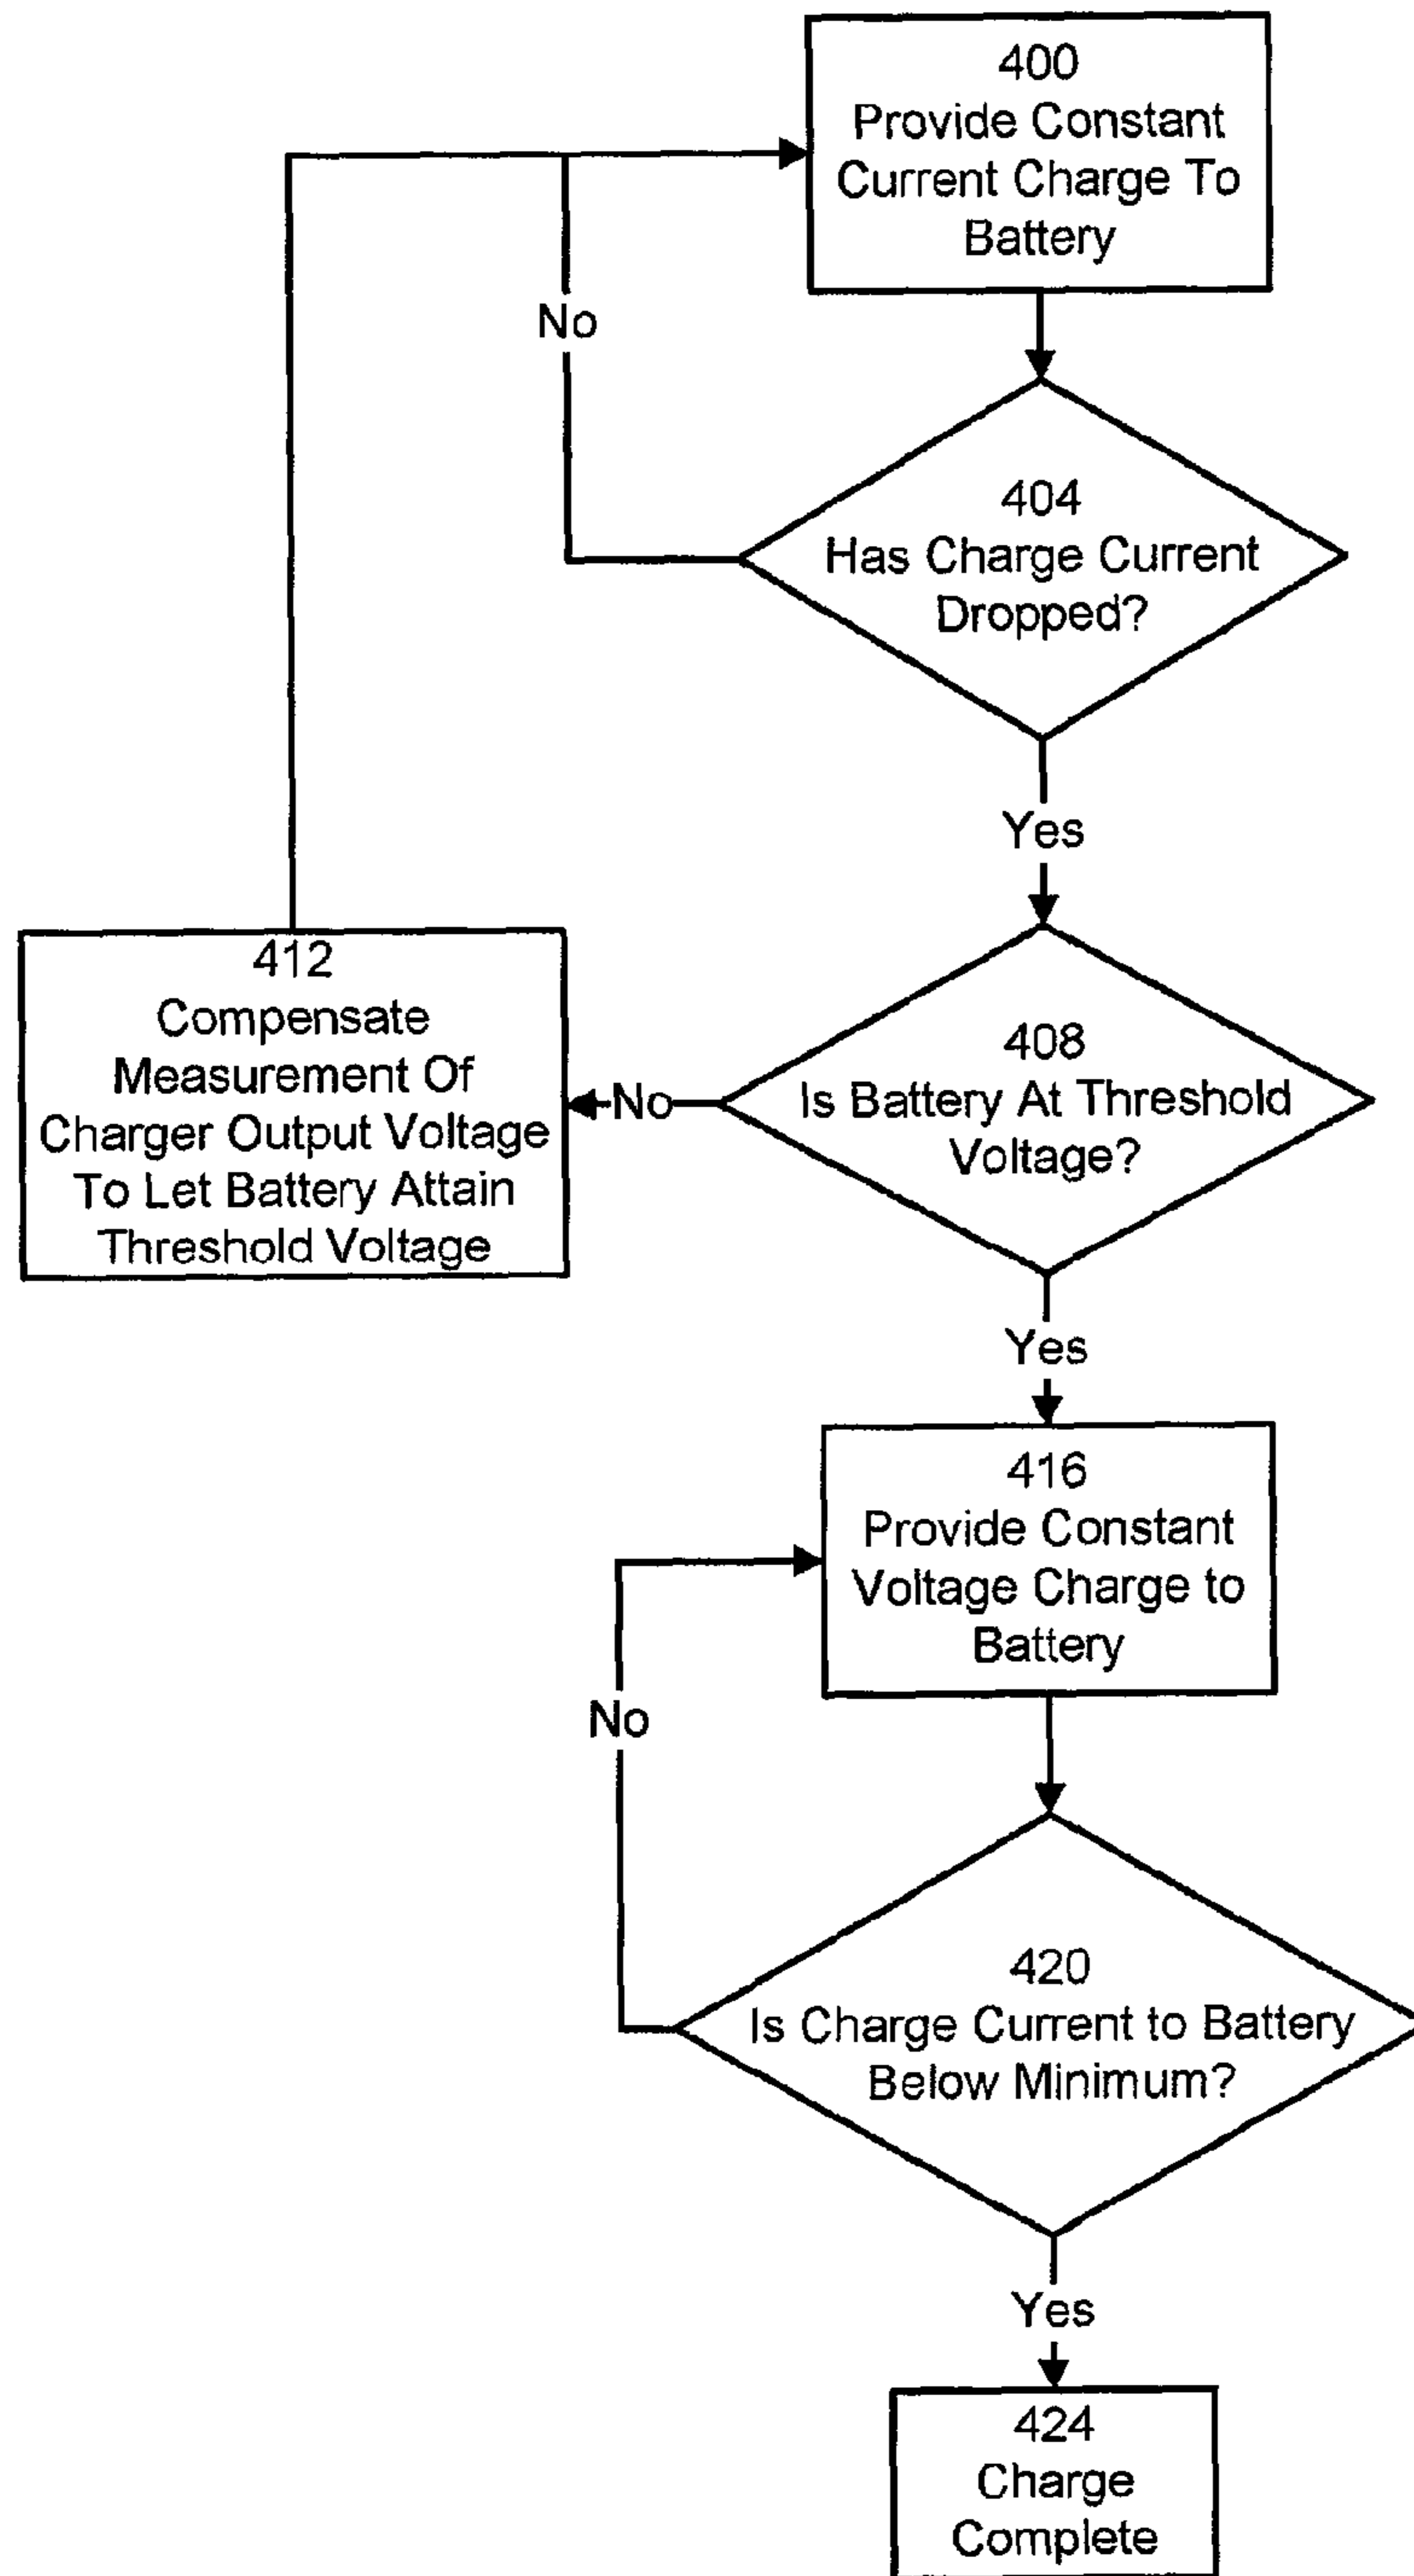 400
Provide Constant
Current Charge To
Battery
No
404
Has Charge Current
Dropped?
Yes
412
Compensate
Measurement Of
Charger Output Voltage
To Let Battery Attain
Threshold Voltage
No
408
Is Battery At Threshold
Voltage?
Yes
416
Provide Constant
Voltage Charge to
Battery
No
420
Is Charge Current to Battery
Below Minimum?
Yes
424
Charge
Complete